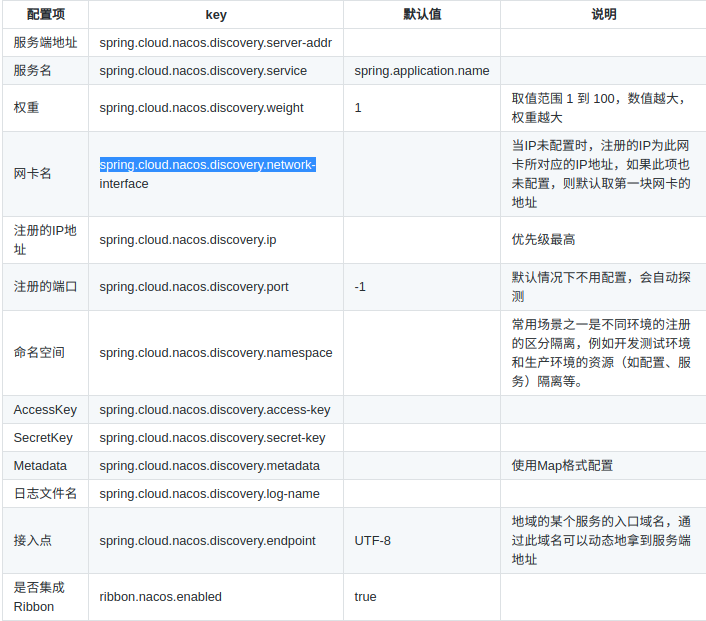 配置项 key 默认值 说明
服务端地址 spring.cloud.nacos.discovery.server-addr
服务名 spring.cloud.nacos.discovery.service spring.application.name
权重 spring.cloud.nacos.discovery.weight 1 取值范围 1 到 100，数值越大，
权重越大
网卡名 spring.cloud.nacos.discovery.network-
interface
当IP未配置时，注册的IP为此网
卡所对应的IP地址，如果此项也
未配置，则默认取第一块网卡的
地址
注册的IP地
址
spring.cloud.nacos.discovery.ip 优先级最高
注册的端口 spring.cloud.nacos.discovery.port -1 默认情况下不用配置，会自动探
测
命名空间 spring.cloud.nacos.discovery.namespace
常用场景之一是不同环境的注册
的区分隔离，例如开发测试环境
和生产环境的资源（如配置、服
务）隔离等。
AccessKey spring.cloud.nacos.discovery.access-key
SecretKey spring.cloud.nacos.discovery.secret-key
Metadata spring.cloud.nacos.discovery.metadata 使用Map格式配置
日志文件名 spring.cloud.nacos.discovery.log-name
接入点 spring.cloud.nacos.discovery.endpoint UTF-8
地域的某个服务的入口域名，通
过此域名可以动态地拿到服务端
地址
是否集成
Ribbon
ribbon.nacos.enabled true